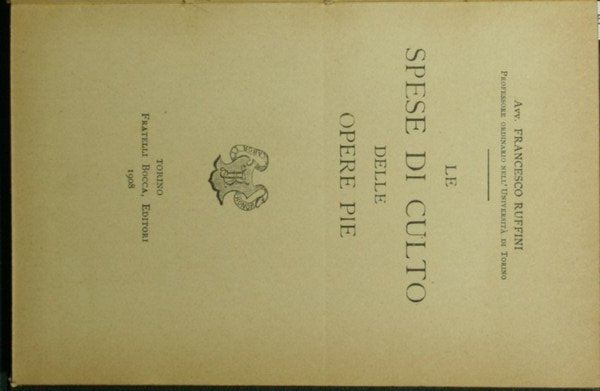 Avv. FRANCESCO RUFFINI
PROFESSORE ORDINARIO NELL'UNIVERSITÀ DI TORINO
LE
SPESE DI CULTO
DELLE
OPERE PIE
TORINO
FRATELLI BOCCA, EDITORI
1908